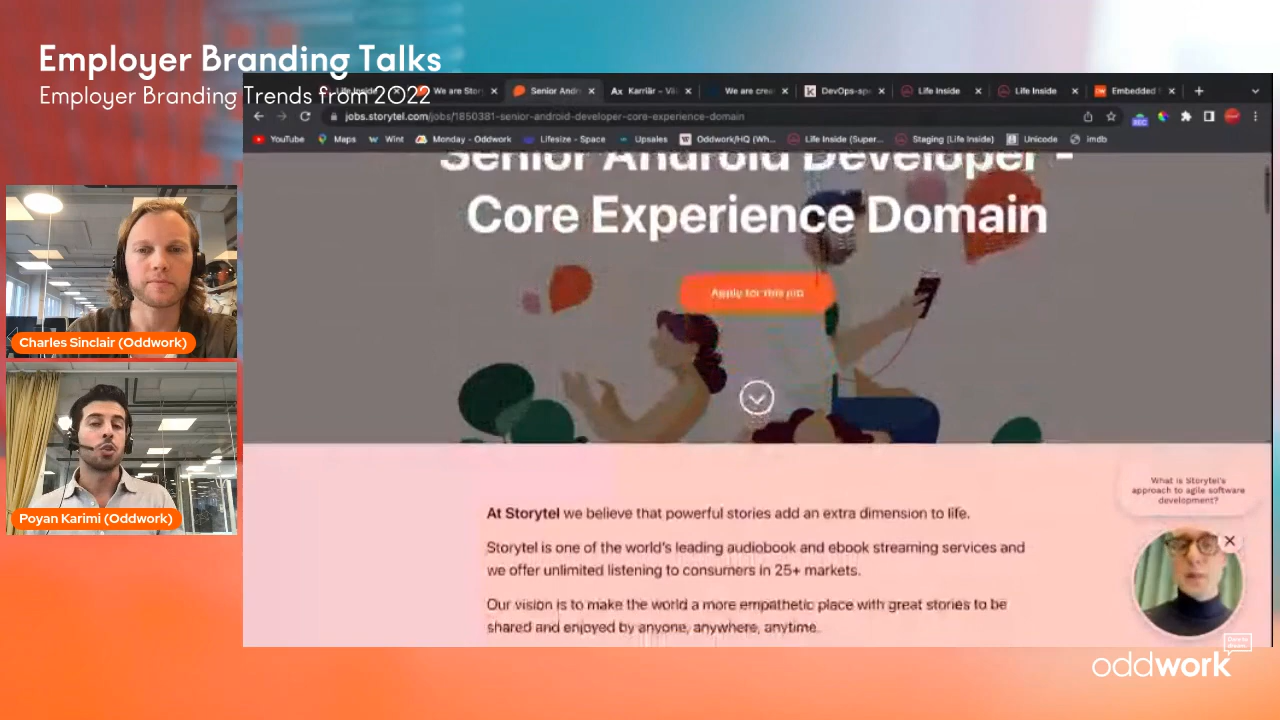 Employer Branding Talks
Employer Branding Trends from 2022
Life Inside
We are Stor
Senior Andr
Karriär - Vi
We are crea
DevOps-sp
Life Inside
Life Inside
Embedded
jobs.storytel.com/jobs/1850381-senior-android-developer-core-experience-domain
YouTube
Maps
Wint
Monday - Oddwork
Lifesize - Space
Upsales
Oddwork/HQ (Wh...
Life Inside (Super...
Staging (Life Inside)
Unicode
imdb
Senior Android Developer -
Core Experience Domain
Apply for this job
Charles Sinclair (Oddwork)
Poyan Karimi (Oddwork)
At Storytel we believe that powerful stories add an extra dimension to life.
Storytel is one of the world's leading audiobook and ebook streaming services and
we offer unlimited listening to consumers in 25+ markets.
Our vision is to make the world a more empathetic place with great stories to be
shared and enjoyed by anyone, anywhere, anytime.
What is Storytel's
approach to agile software
development?
oddwork